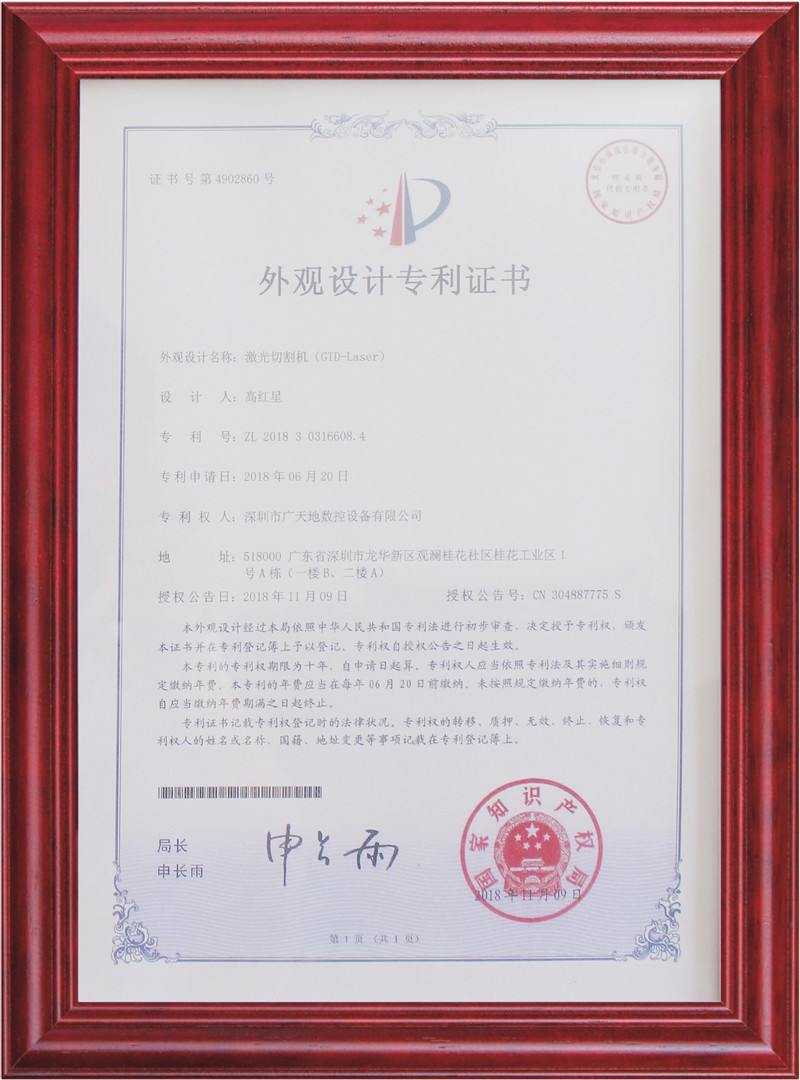 证书号第4902860号
外观设计专利证书
外观设计名称：激光切割机（GTD-Laser）
设计人：高红星
专利号：ZL 2018 3 0316608.4
专利申请日：2018年06月20日
专利权人：深圳市广天地数控设备有限公司
地址：518000 广东省深圳市龙华新区观澜桂花社区桂花工业区1
号A栋（一楼B、二楼A）
授权公告日：2018年11月09日 授权公告号：CN 304887775 S
本外观设计经过本局依照中华人民共和国专利法进行初步审查，决定授予专利权，颁发
本证书并在专利登记簿上予以登记。专利权自授权公告之日起生效。
本专利的专利权期限为十年，自申请日起算。专利权人应当依照专利法及其实施细则规
定缴纳年费。本专利的年费应当在每年06月20日前缴纳。未按照规定缴纳年费的，专利权
自应当缴纳年费期满之日起终止。
专利证书记载专利权登记时的法律状况。专利权的转移、质押、无效、终止、恢复和专
利权人的姓名或名称、国籍、地址变更等事项记载在专利登记簿上。
局长
申长雨
申长雨
国家知识产权局
2018年11月09日
第1页（共1页）